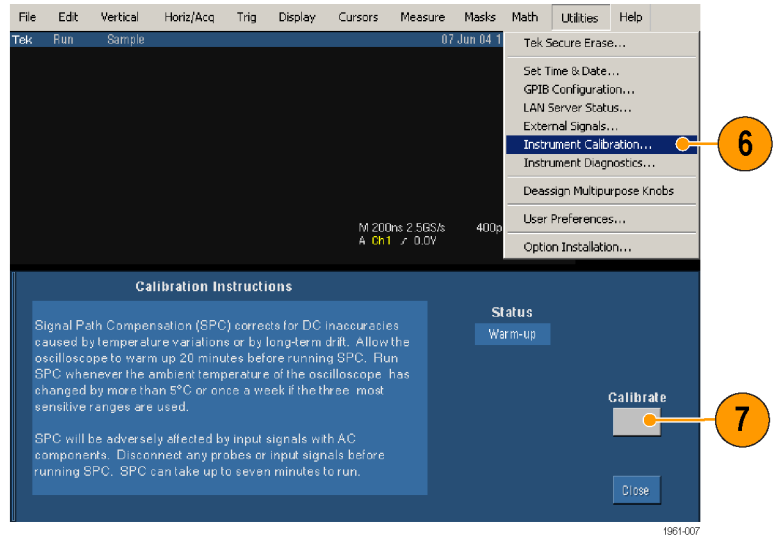 File Edit Vertical Horiz/Acq Trig Display Cursors Measure Masks Math Utilities Help
Tek Run Sample 07 Jun 04 1
Tek Secure Erase...
Set Time & Date...
GPIB Configuration...
LAN Server Status...
External Signals...
Instrument Calibration...
6
Instrument Diagnostics...
Deassign Multipurpose Knobs
User Preferences...
Option Installation...
M 200ns 2.5GS/s 400p
A Ch1 0.0V
Calibration Instructions
Signal Path Compensation (SPC) corrects for DC inaccuracies
caused by temperature variations or by long-term drift. Allow the
oscilloscope to warm up 20 minutes before running SPC. Run
SPC whenever the ambient temperature of the oscilloscope has
changed by more than 5°C or once a week if the three most
sensitive ranges are used.
SPC will be adversely affected by input signals with AC
components. Disconnect any probes or input signals before
running SPC. SPC can take up to seven minutes to run.
Status
Warm-up
Calibrate
7
Close
1961-007